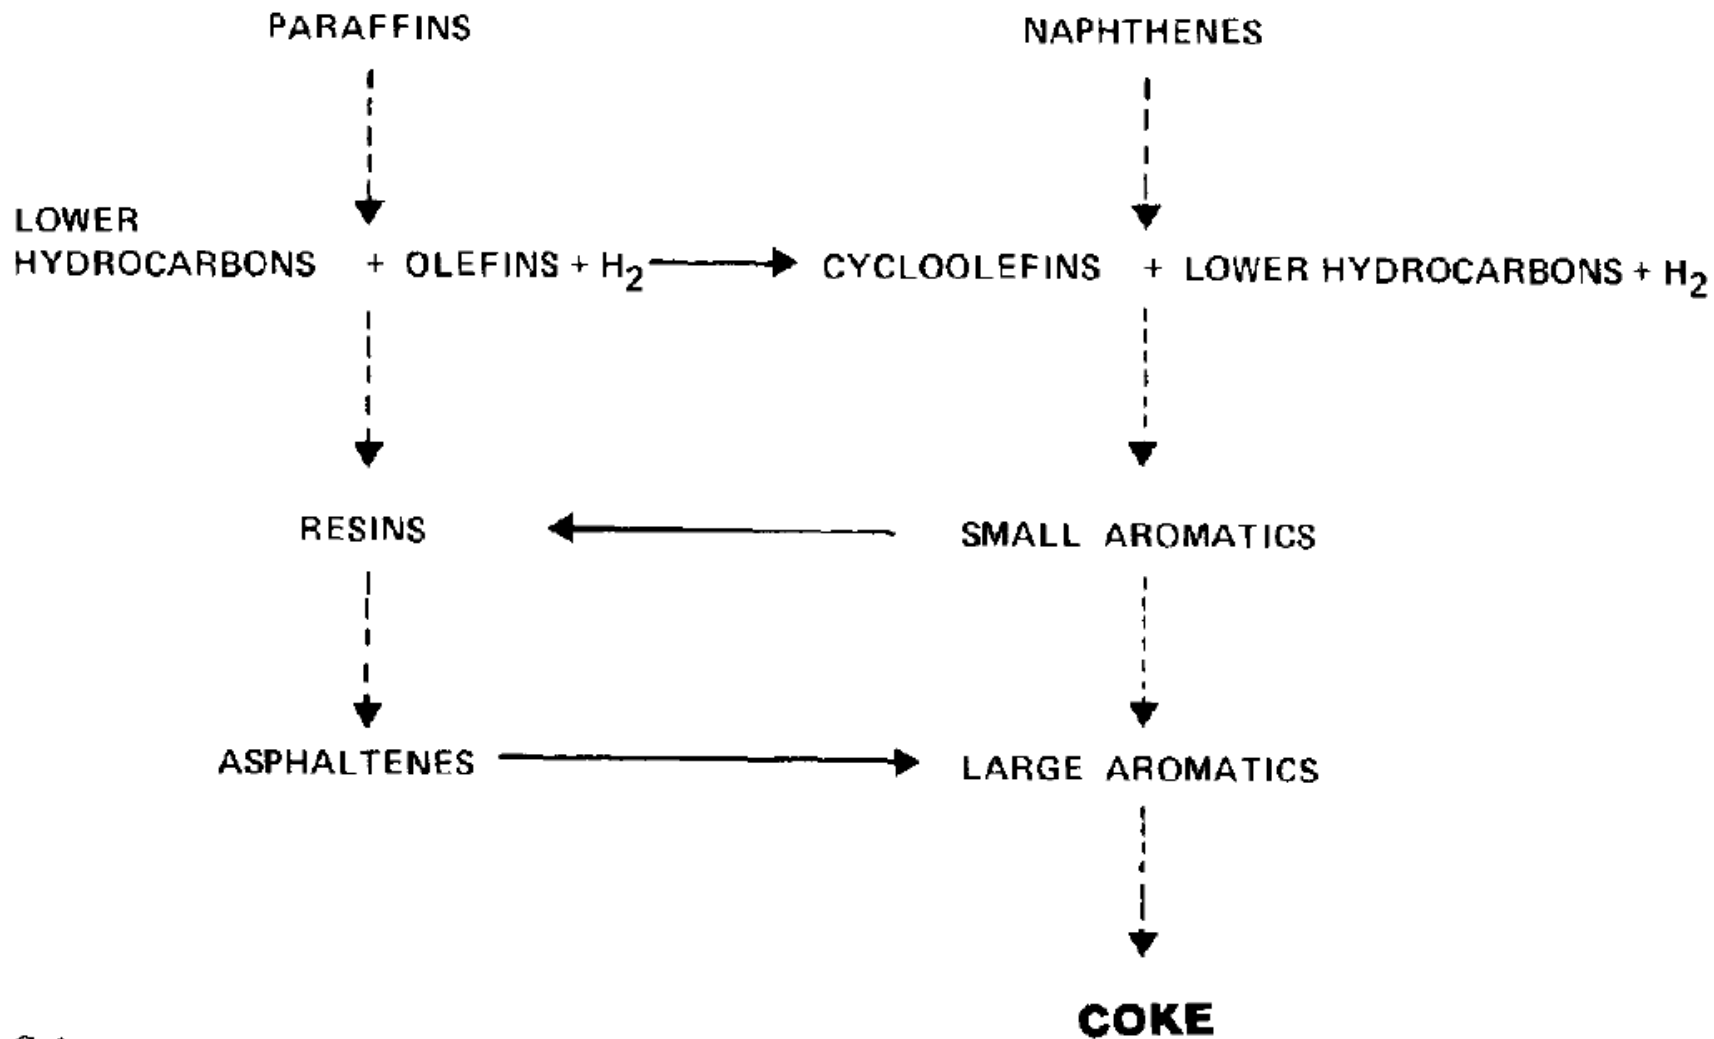 PARAFFINS
NAPHTHENES
LOWER
HYDROCARBONS + OLEFINS + H₂
CYCLOOLEFINS + LOWER HYDROCARBONS + H₂
RESINS
SMALL AROMATICS
ASPHALTENES
LARGE AROMATICS
COKE